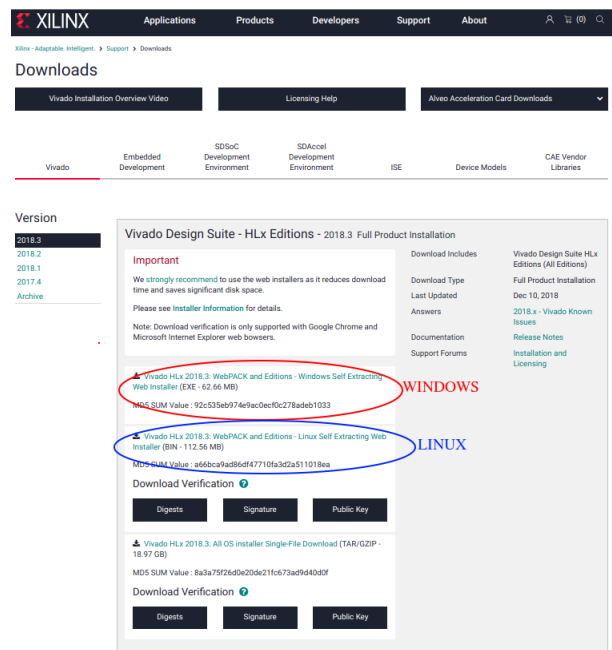 XILINX
Applications Products Developers Support About (0)
Xilinx - Adaptable. Intelligent. > Support > Downloads
Downloads
Vivado Installation Overview Video
Licensing Help
Alveo Acceleration Card Downloads
Vivado
Embedded
Development
SDSoC
Development
Environment
SDAccel
Development
Environment
ISE
Device Models
CAE Vendor
Libraries
Version
2018.3
2018.2
2018.1
2017.4
Archive
Vivado Design Suite - HLx Editions - 2018.3 Full Product Installation
Important
We strongly recommend to use the web installers as it reduces download
time and saves significant disk space.
Please see Installer Information for details.
Note: Download verification is only supported with Google Chrome and
Microsoft Internet Explorer web bowsers.
Download Includes
Vivado Design Suite HLx
Editions (All Editions)
Download Type
Full Product Installation
Last Updated
Dec 10, 2018
Answers
2018.x - Vivado Known
Issues
Documentation
Release Notes
Support Forums
Installation and
Licensing
Vivado HLx 2018.3: WebPACK and Editions - Windows Self Extracting
Web Installer (EXE - 62.66 MB)
MD5 SUM Value : 92c535eb974e9ac0ecf0c278adeb1033
WINDOWS
Vivado HLx 2018.3: WebPACK and Editions - Linux Self Extracting Web
Installer (BIN - 112.56 MB)
MD5 SUM Value : a66bca9ad86df47710fa3d2a511018ea
LINUX
Download Verification ?
Digests
Signature
Public Key
Vivado HLx 2018.3: All OS installer Single-File Download (TAR/GZIP -
18.97 GB)
MD5 SUM Value : 8a3a75f26d0e20de21fc673ad9d40d0f
Download Verification ?
Digests
Signature
Public Key